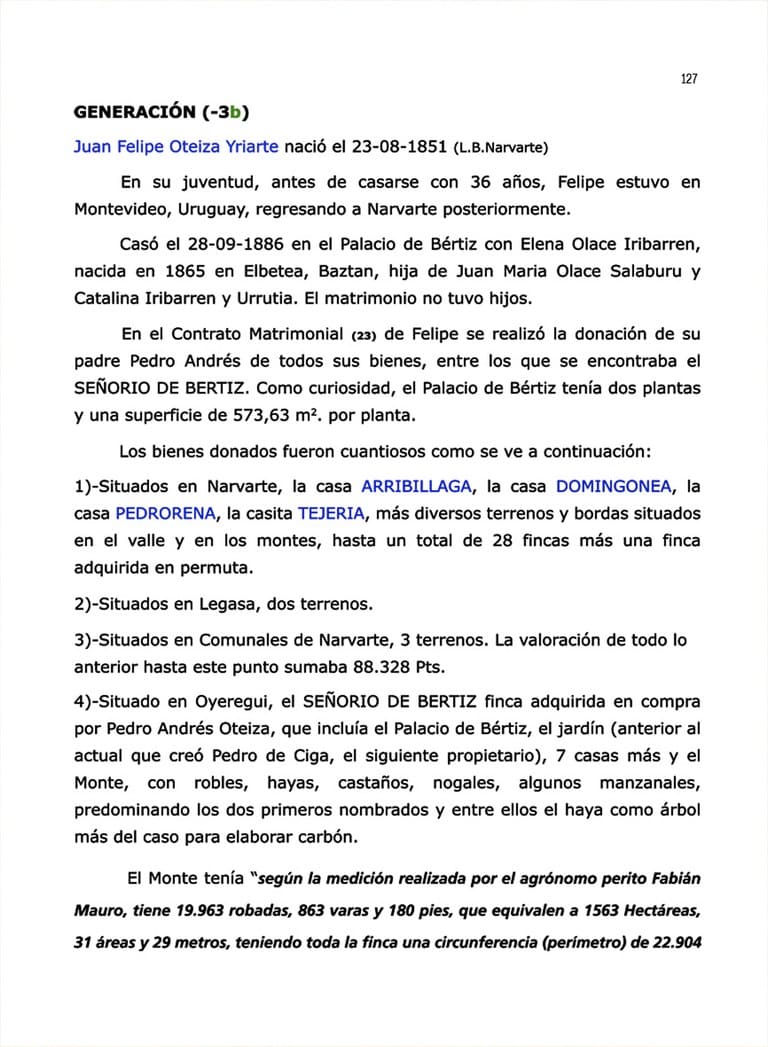 127
GENERACIÓN (-3b)
Juan Felipe Oteiza Yriarte nació el 23-08-1851 (L.B.Narvarte)
En su juventud, antes de casarse con 36 años, Felipe estuvo en
Montevideo, Uruguay, regresando a Narvarte posteriormente.
Casó el 28-09-1886 en el Palacio de Bértiz con Elena Olace Iribarren,
nacida en 1865 en Elbetea, Baztan, hija de Juan Maria Olace Salaburu y
Catalina Iribarren y Urrutia. El matrimonio no tuvo hijos.
En el Contrato Matrimonial (23) de Felipe se realizó la donación de su
padre Pedro Andrés de todos sus bienes, entre los que se encontraba el
SEÑORIO DE BERTIZ. Como curiosidad, el Palacio de Bértiz tenía dos plantas
y una superficie de 573,63 m². por planta.
Los bienes donados fueron cuantiosos como se ve a continuación:
1)-Situados en Narvarte, la casa ARRIBILLAGA, la casa DOMINGONEA, la
casa PEDRORENA, la casita TEJERIA, más diversos terrenos y bordas situados
en el valle y en los montes, hasta un total de 28 fincas más una finca
adquirida en permuta.
2)-Situados en Legasa, dos terrenos.
3)-Situados en Comunales de Narvarte, 3 terrenos. La valoración de todo lo
anterior hasta este punto sumaba 88.328 Pts.
4)-Situado en Oyeregui, el SEÑORIO DE BERTIZ finca adquirida en compra
por Pedro Andrés Oteiza, que incluía el Palacio de Bértiz, el jardín (anterior al
actual que creó Pedro de Ciga, el siguiente propietario), 7 casas más y el
Monte, con robles, hayas, castaños, nogales, algunos manzanales,
predominando los dos primeros nombrados y entre ellos el haya como árbol
más del caso para elaborar carbón.
El Monte tenía "según la medición realizada por el agrónomo perito Fabián
Mauro, tiene 19.963 robadas, 863 varas y 180 pies, que equivalen a 1563 Hectáreas,
31 áreas y 29 metros, teniendo toda la finca una circunferencia (perímetro) de 22.904